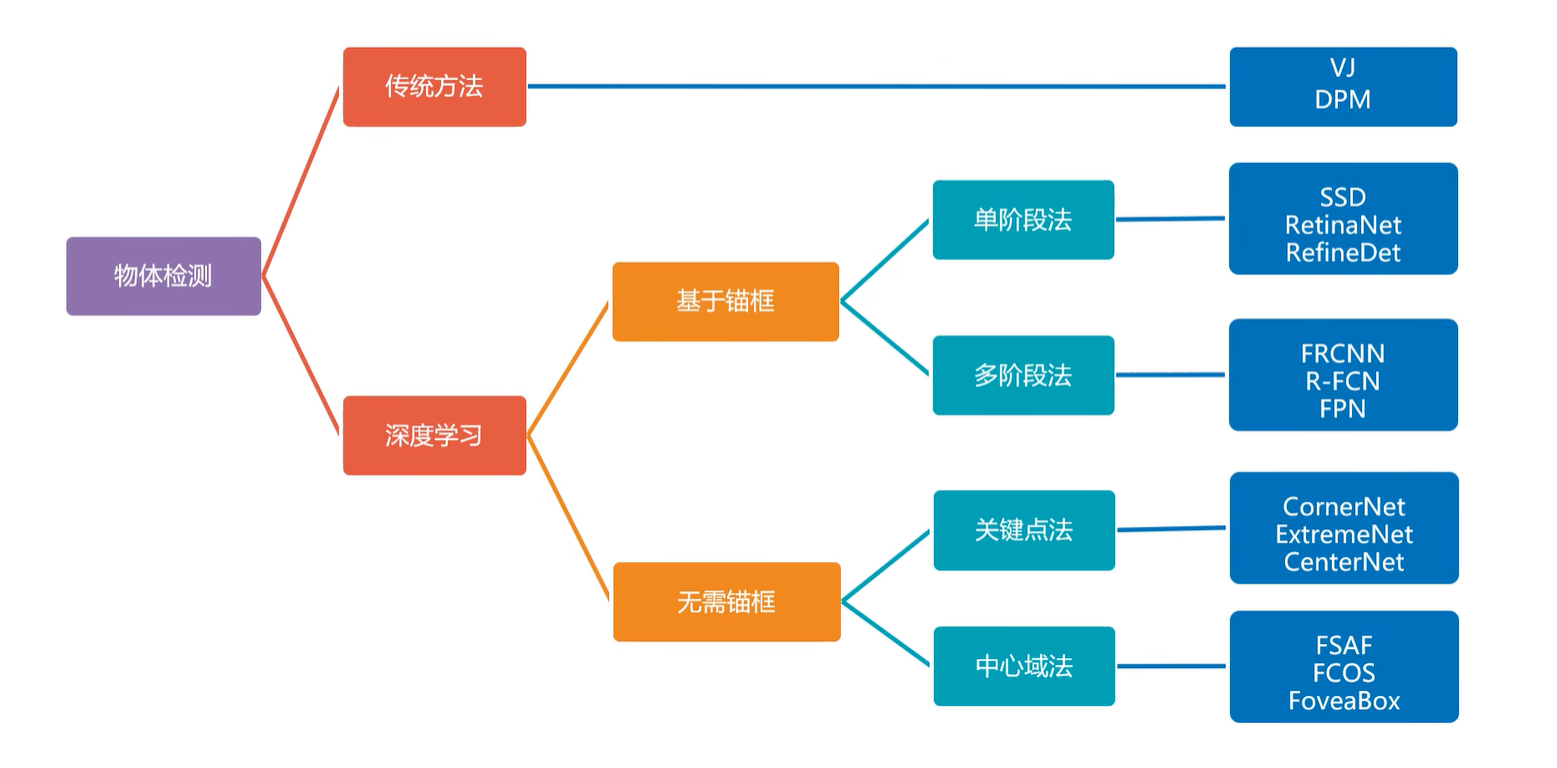 传统方法
VJ
DPM
物体检测
单阶段法
SSD
RetinaNet
RefineDet
基于锚框
多阶段法
FRCNN
R-FCN
FPN
深度学习
关键点法
CornerNet
ExtremeNet
CenterNet
无需锚框
中心域法
FSAF
FCOS
FoveaBox